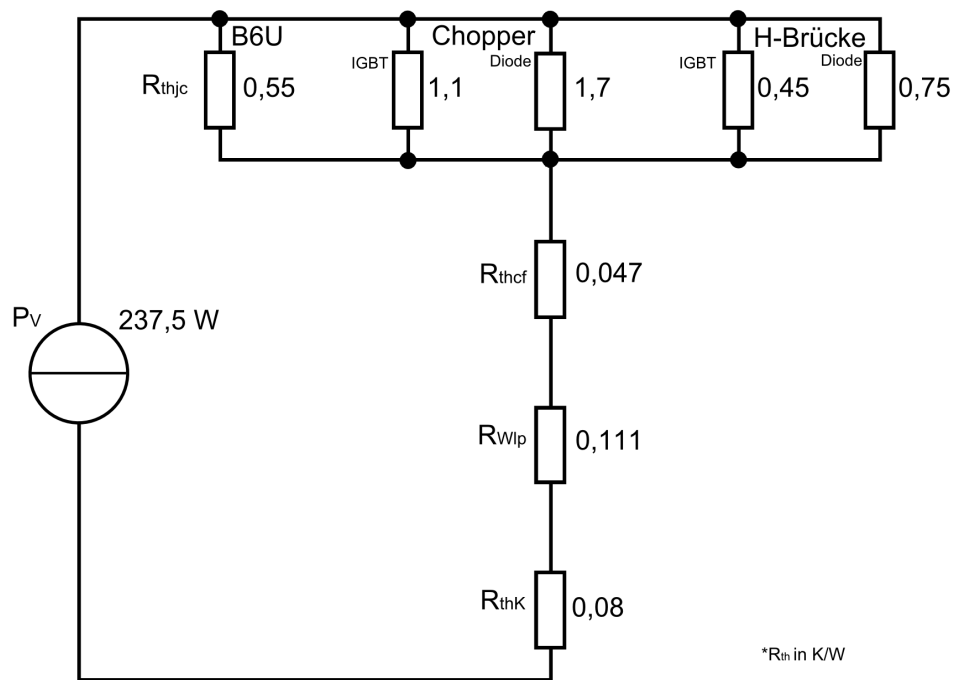 B6U
Chopper
H-Brücke
IGBT
Diode
IGBT
Diode
Rthjc
0,55
1,1
1,7
0,45
0,75
Rthcf
0,047
PV
237,5 W
RWlp
0,111
RthK
0,08
*Rth in K/W